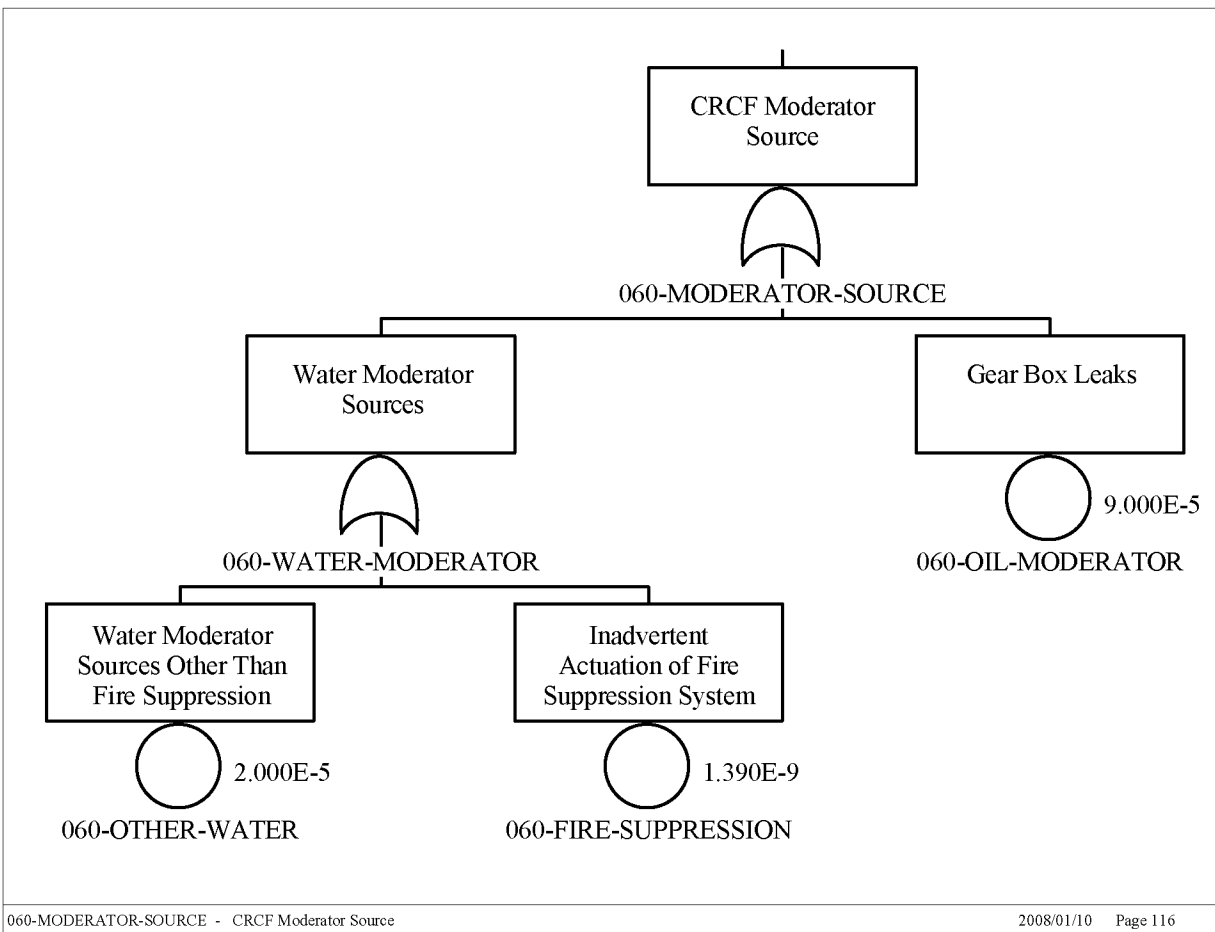 CRCF Moderator
Source
060-MODERATOR-SOURCE
Water Moderator
Sources
Gear Box Leaks
9.000E-5
060-WATER-MODERATOR
060-OIL-MODERATOR
Water Moderator
Sources Other Than
Fire Suppression
Inadvertent
Actuation of Fire
Suppression System
2.000E-5
1.390E-9
060-OTHER-WATER
060-FIRE-SUPPRESSION
060-MODERATOR-SOURCE - CRCF Moderator Source
2008/01/10 Page 116